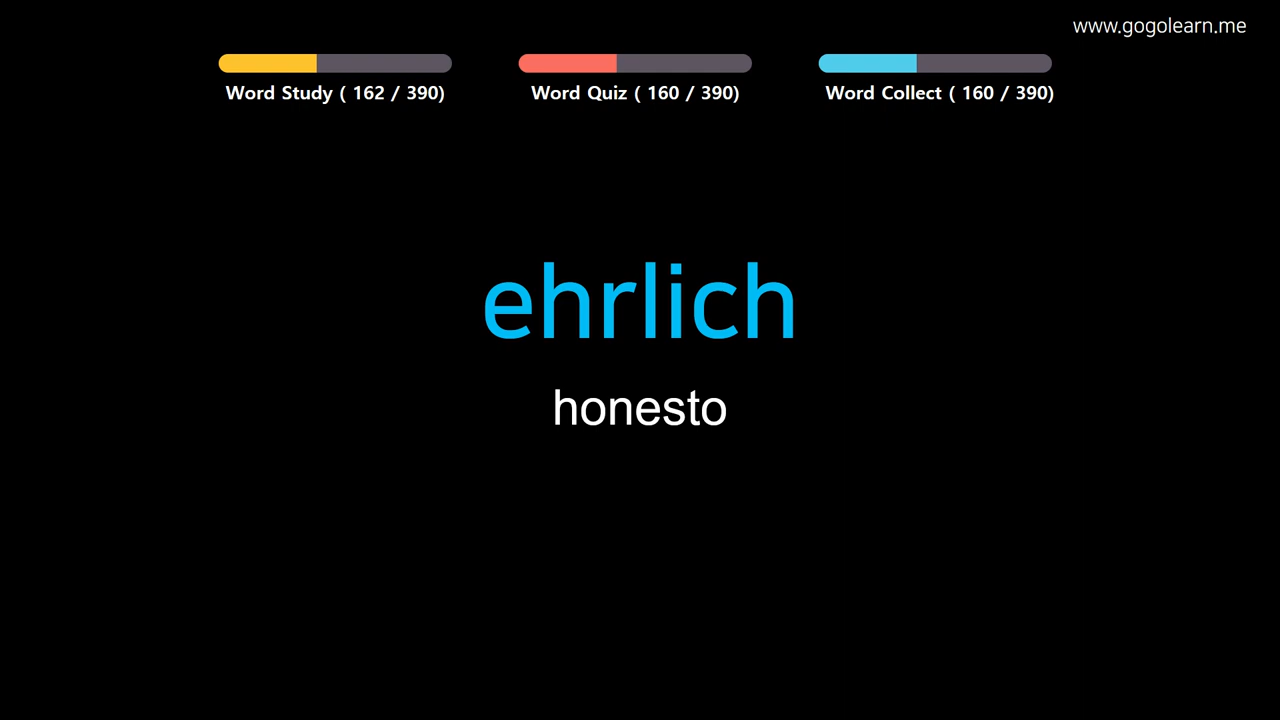 www.gogolearn.me
Word Study ( 162 / 390)
Word Quiz ( 160 / 390)
Word Collect ( 160 / 390)
ehrlich
honesto